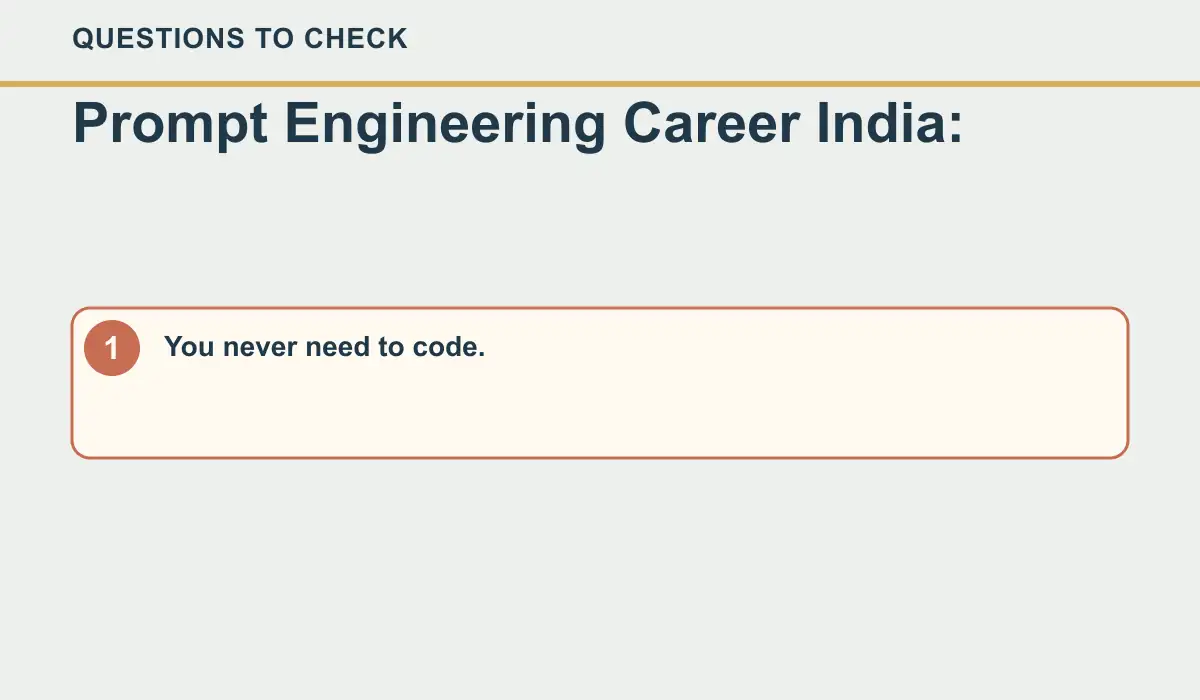 QUESTIONS TO CHECK
Prompt Engineering Career India:
1 You never need to code.